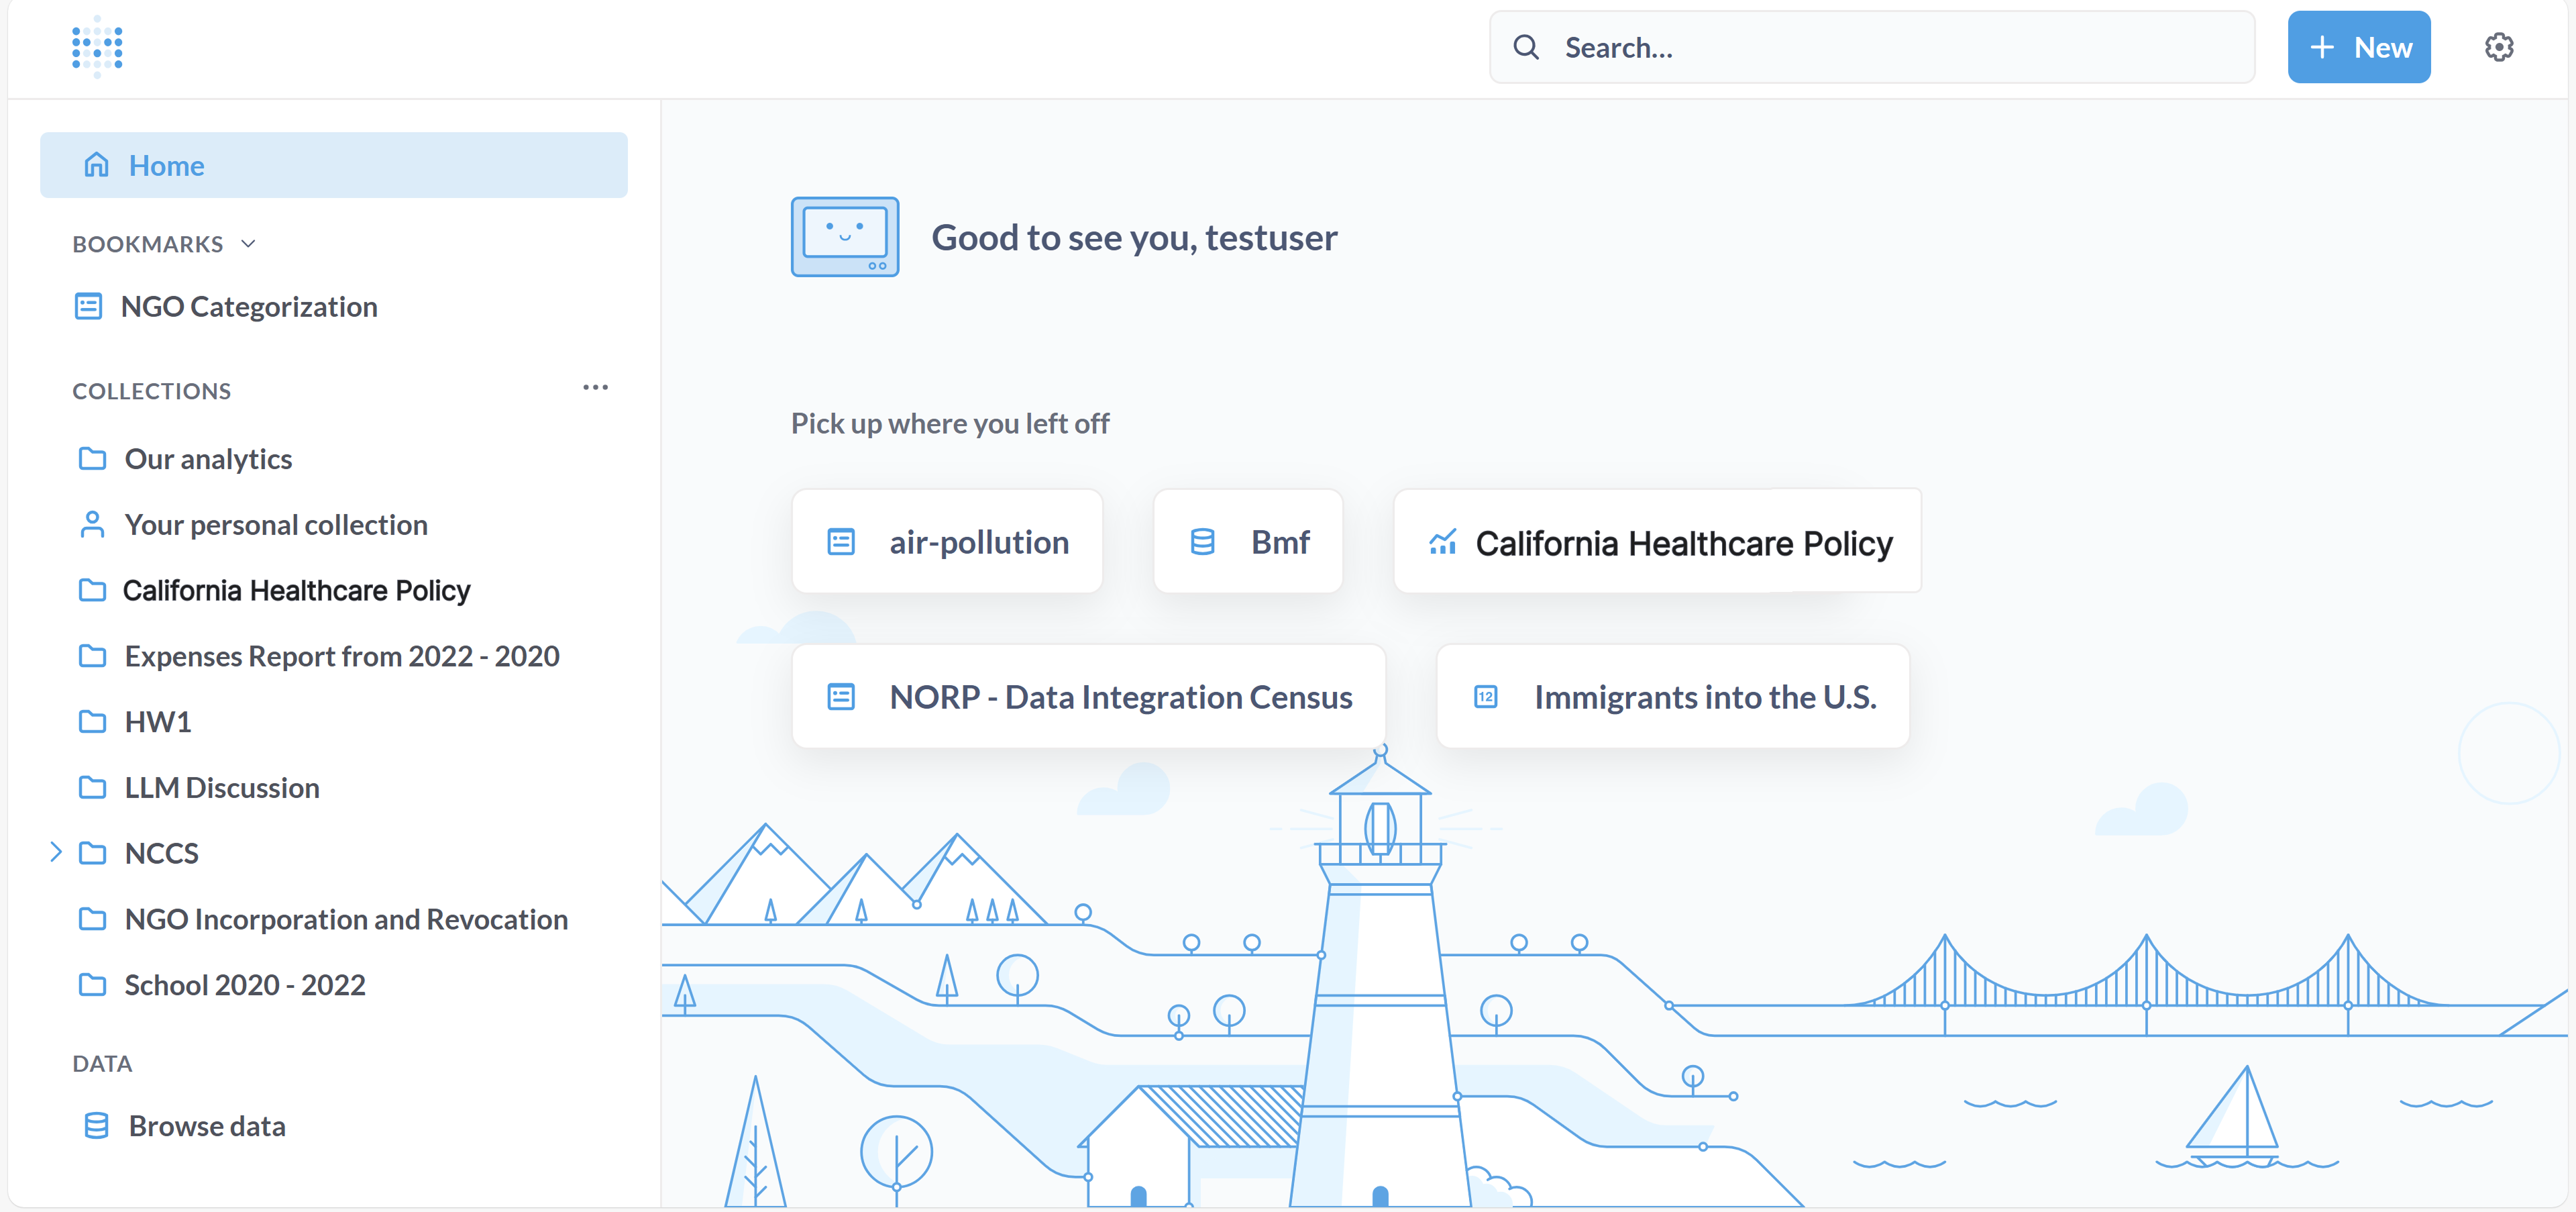 Search...
New
Home
BOOKMARKS
NGO Categorization
COLLECTIONS
Our analytics
Your personal collection
California Healthcare Policy
Expenses Report from 2022 - 2020
HW1
LLM Discussion
NCCS
NGO Incorporation and Revocation
School 2020 - 2022
DATA
Browse data
Good to see you, testuser
Pick up where you left off
air-pollution
Bmf
California Healthcare Policy
NORP - Data Integration Census
12
Immigrants into the U.S.